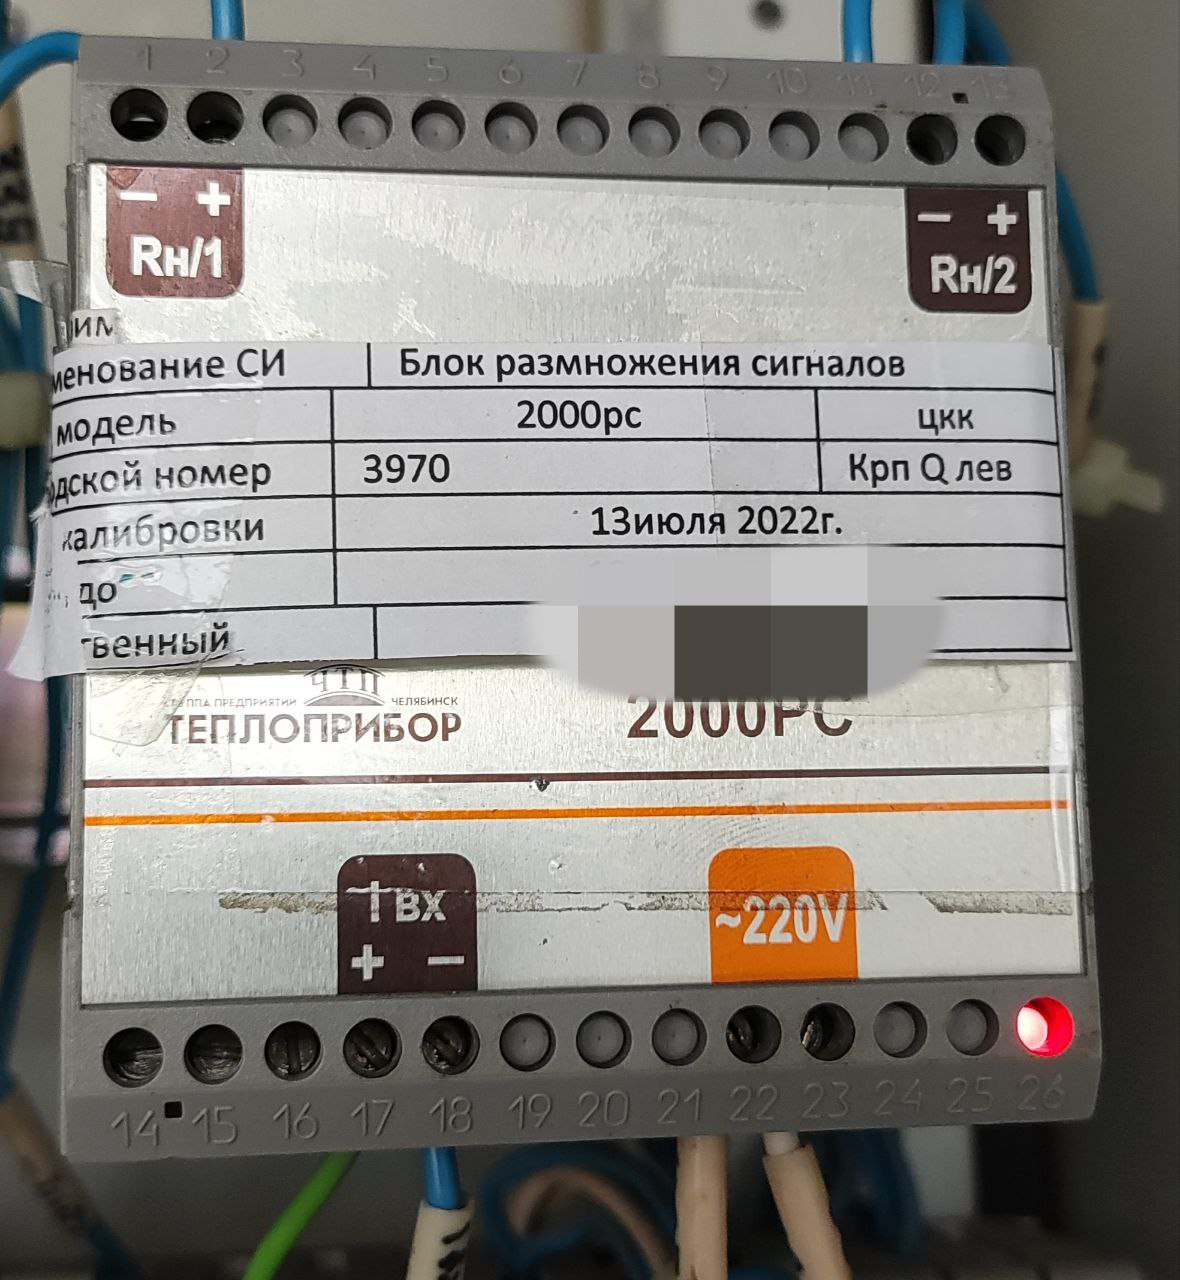 1 2 3 4 5 6 7 8 9 10 11 12 13
− + − +
Rн/1 Rн/2
менование СИ Блок размножения сигналов
модель 2000рс цкк
дской номер 3970 Крп Q лев
калибровки 13июля 2022г.
до
твенный
ЧТП
ГРУППА ПРЕДПРИЯТИЙ ЧЕЛЯБИНСК
ТЕПЛОПРИБОР 2000РС
Iвх ~220V
+ −
14 15 16 17 18 19 20 21 22 23 24 25 26